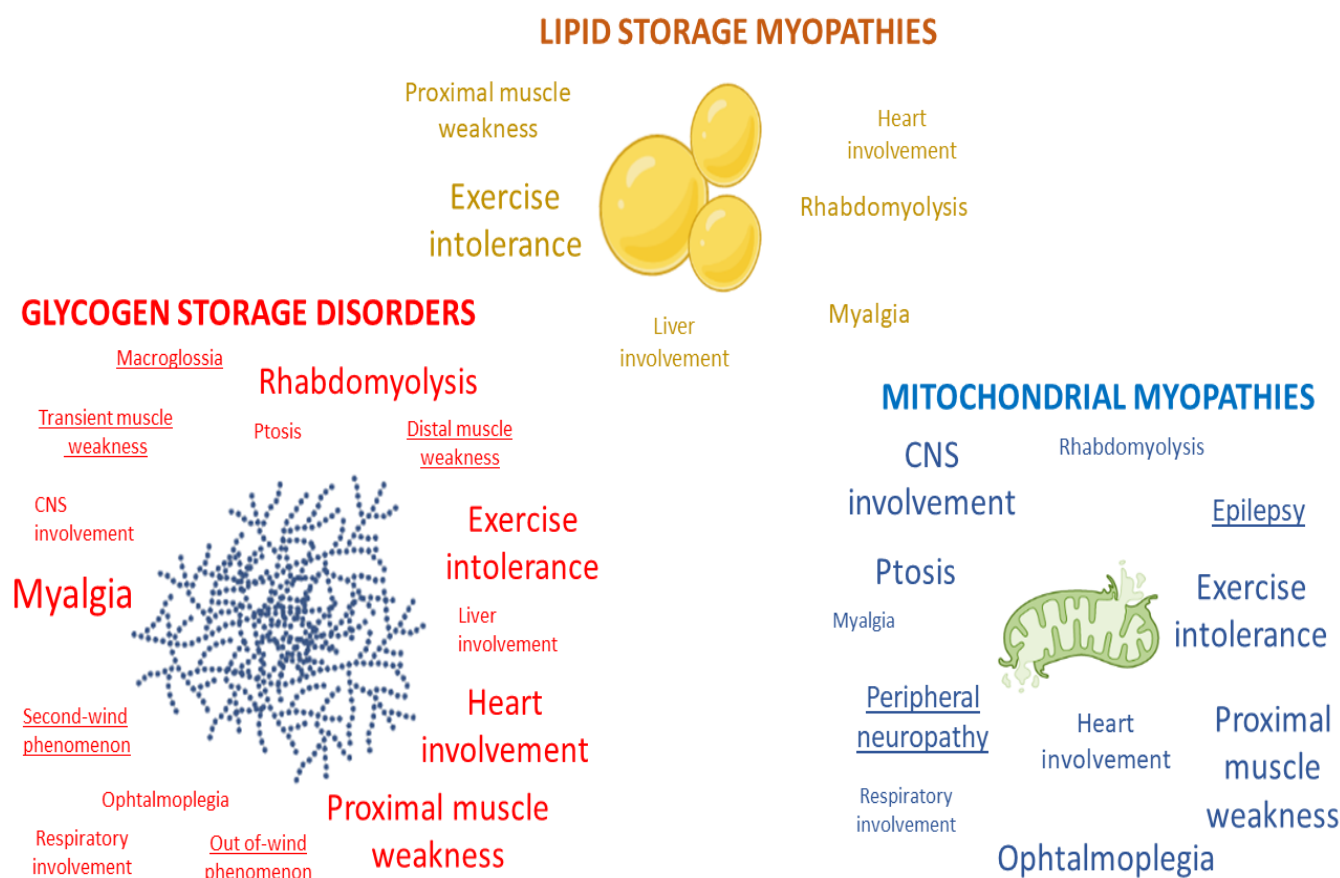 LIPID STORAGE MYOPATHIES
Proximal muscle
weakness
Heart
involvement
Exercise
intolerance
Rhabdomyolysis
Liver
involvement
Myalgia
GLYCOGEN STORAGE DISORDERS
Macroglossia
Rhabdomyolysis
Transient muscle
weakness
Ptosis
Distal muscle
weakness
CNS
involvement
Exercise
intolerance
Myalgia
Liver
involvement
Second-wind
phenomenon
Heart
involvement
Ophtalmoplegia
Proximal muscle
weakness
Respiratory
involvement
Out of-wind
phenomenon
MITOCHONDRIAL MYOPATHIES
CNS
involvement
Rhabdomyolysis
Epilepsy
Ptosis
Exercise
intolerance
Myalgia
Peripheral
neuropathy
Heart
involvement
Proximal
muscle
weakness
Respiratory
involvement
Ophtalmoplegia